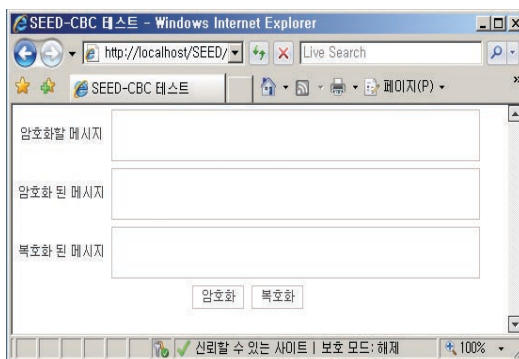 SEED-CBC 테스트 - Windows Internet Explorer
http://localhost/SEED/
Live Search
SEED-CBC 테스트
페이지(P)
»
암호화할 메시지
암호화 된 메시지
복호화 된 메시지
암호화 복호화
신뢰할 수 있는 사이트 | 보호 모드: 해제 100%